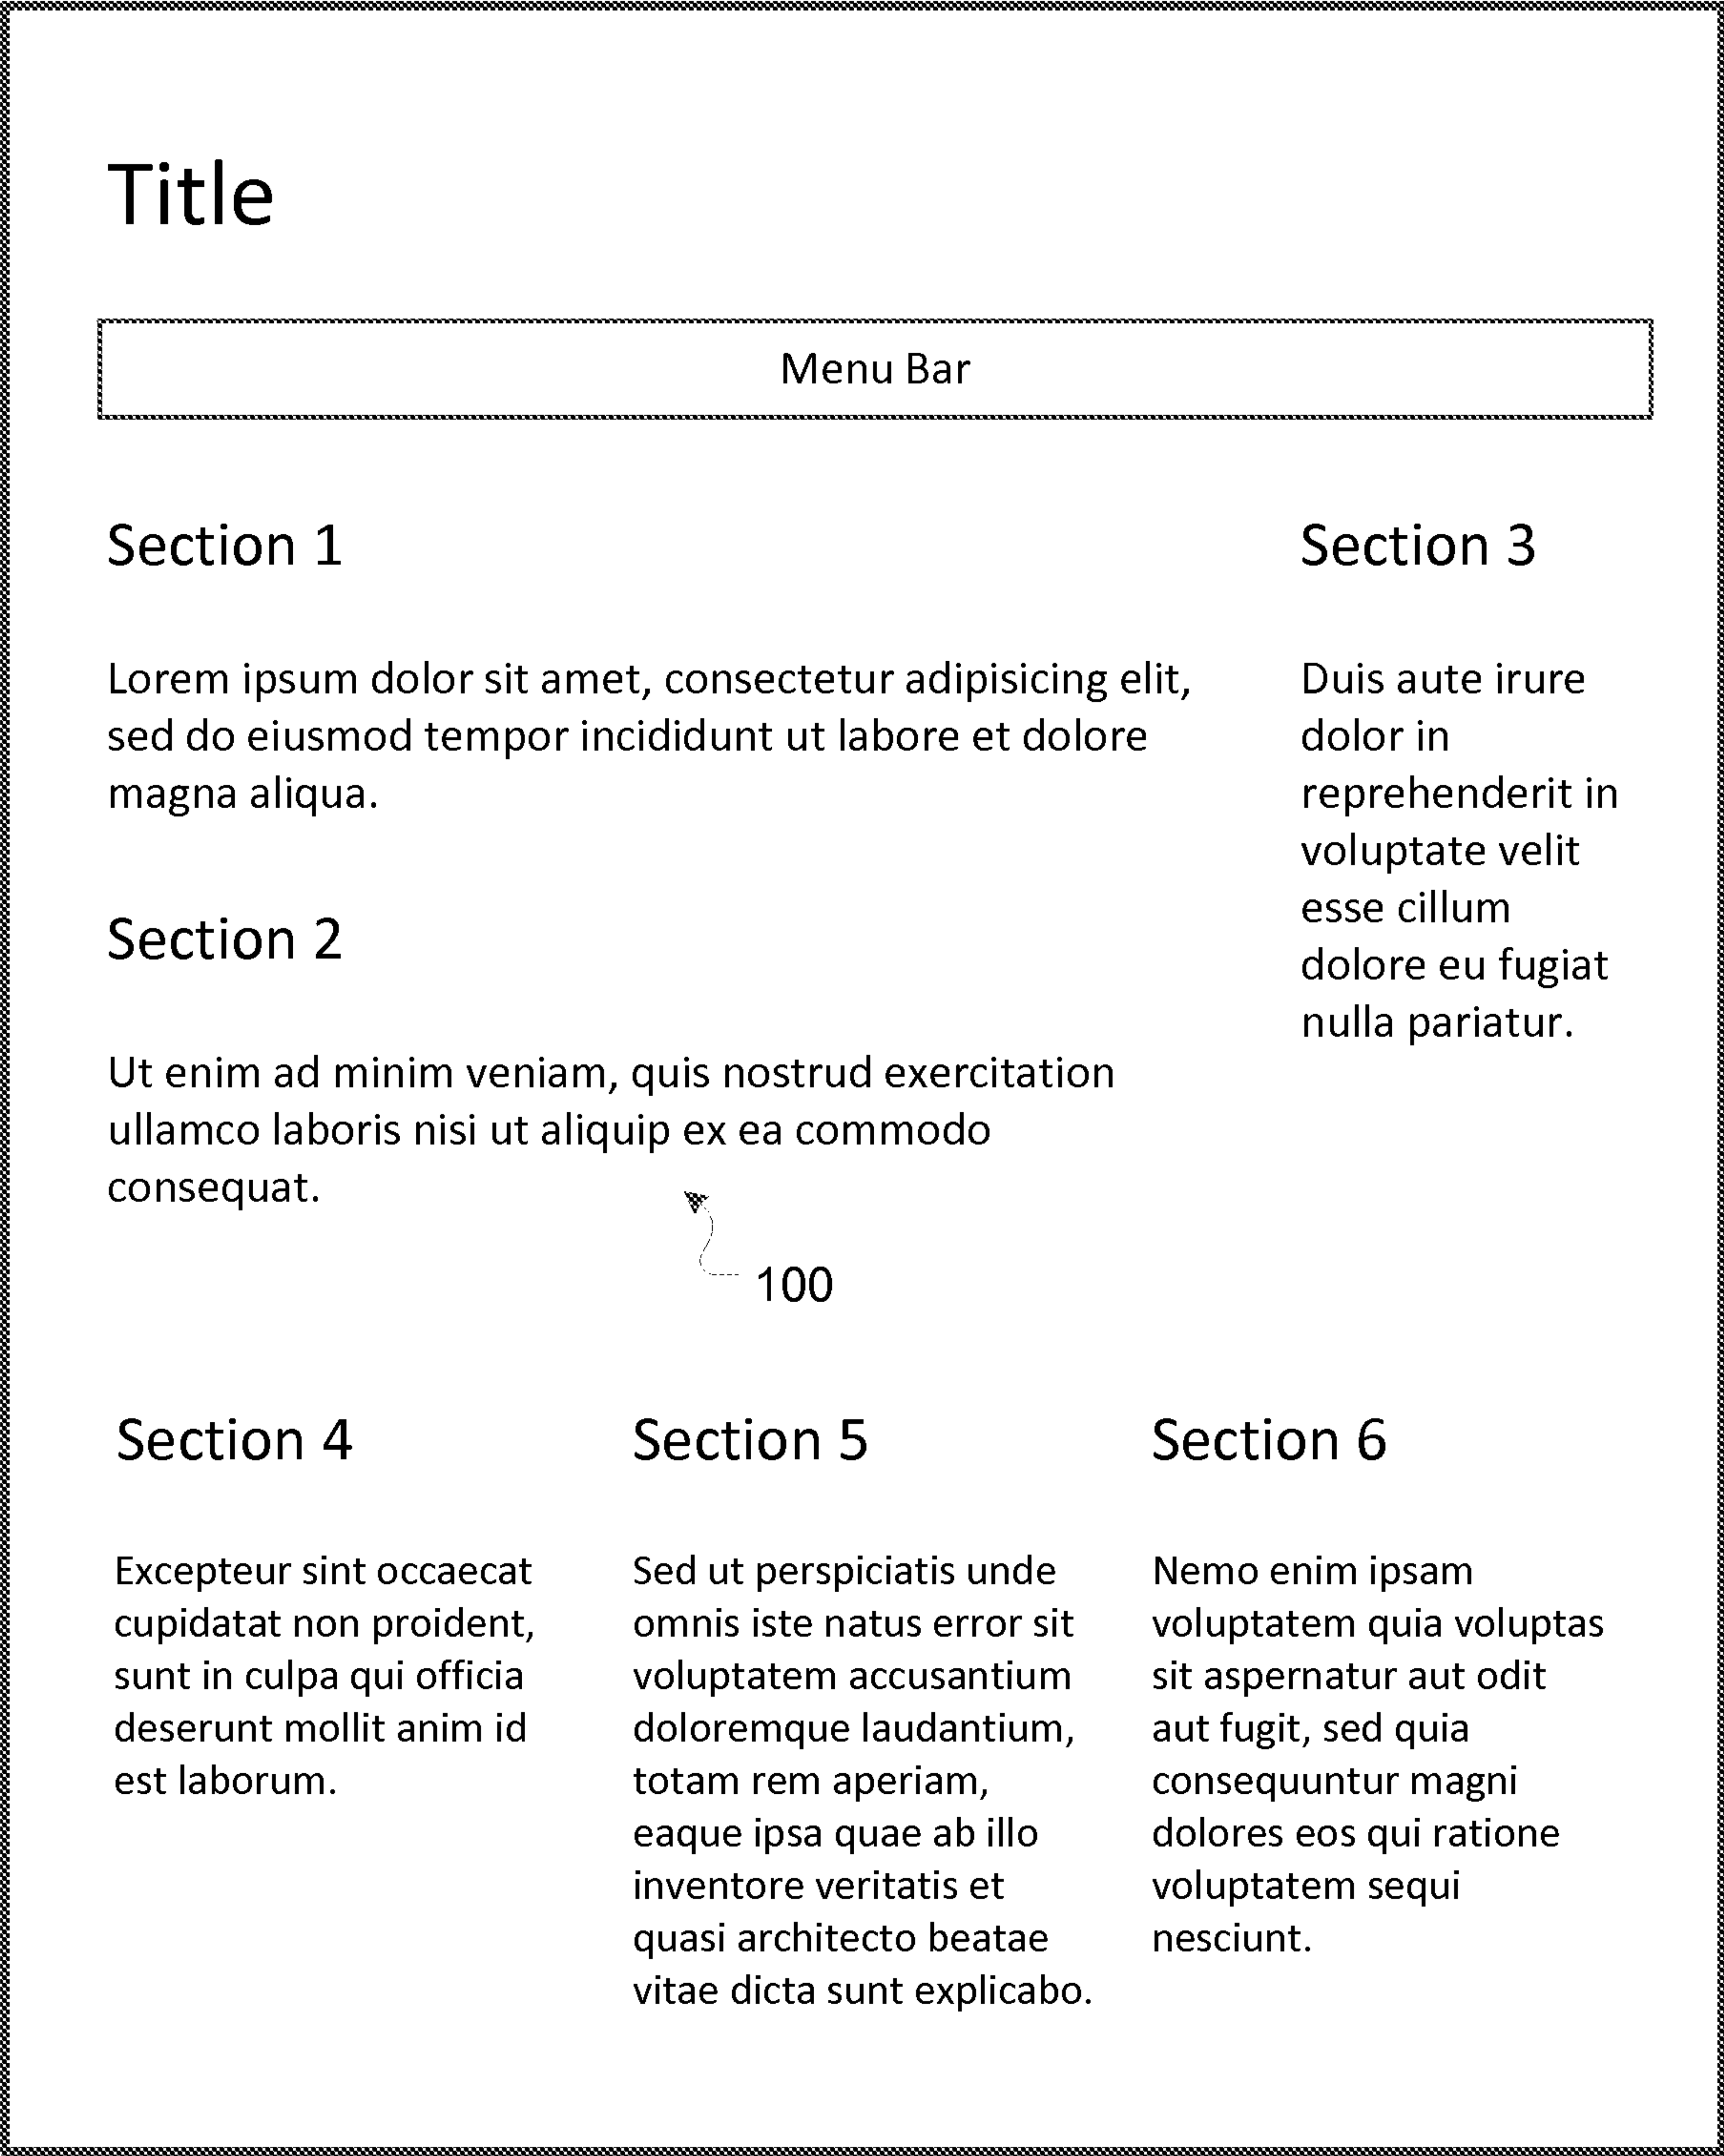 Title
Menu Bar
Section 1
Lorem ipsum dolor sit amet, consectetur adipisicing elit,
sed do eiusmod tempor incididunt ut labore et dolore
magna aliqua.
Section 2
Ut enim ad minim veniam, quis nostrud exercitation
ullamco laboris nisi ut aliquip ex ea commodo
consequat.
100
Section 3
Duis aute irure
dolor in
reprehenderit in
voluptate velit
esse cillum
dolore eu fugiat
nulla pariatur.
Section 4
Excepteur sint occaecat
cupidatat non proident,
sunt in culpa qui officia
deserunt mollit anim id
est laborum.
Section 5
Sed ut perspiciatis unde
omnis iste natus error sit
voluptatem accusantium
doloremque laudantium,
totam rem aperiam,
eaque ipsa quae ab illo
inventore veritatis et
quasi architecto beatae
vitae dicta sunt explicabo.
Section 6
Nemo enim ipsam
voluptatem quia voluptas
sit aspernatur aut odit
aut fugit, sed quia
consequuntur magni
dolores eos qui ratione
voluptatem sequi
nesciunt.